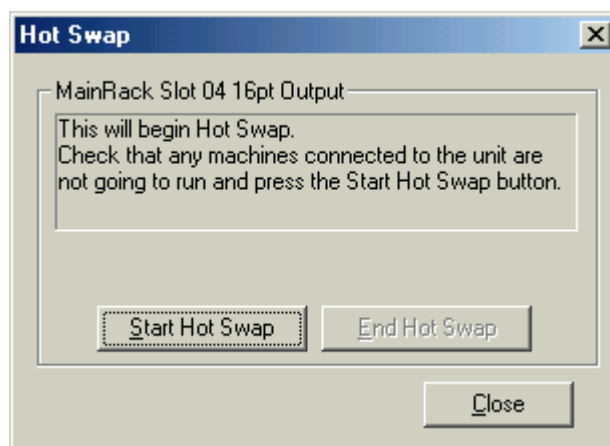 Hot Swap
MainRack Slot 04 16pt Output
This will begin Hot Swap.
Check that any machines connected to the unit are
not going to run and press the Start Hot Swap button.
Start Hot Swap
End Hot Swap
Close